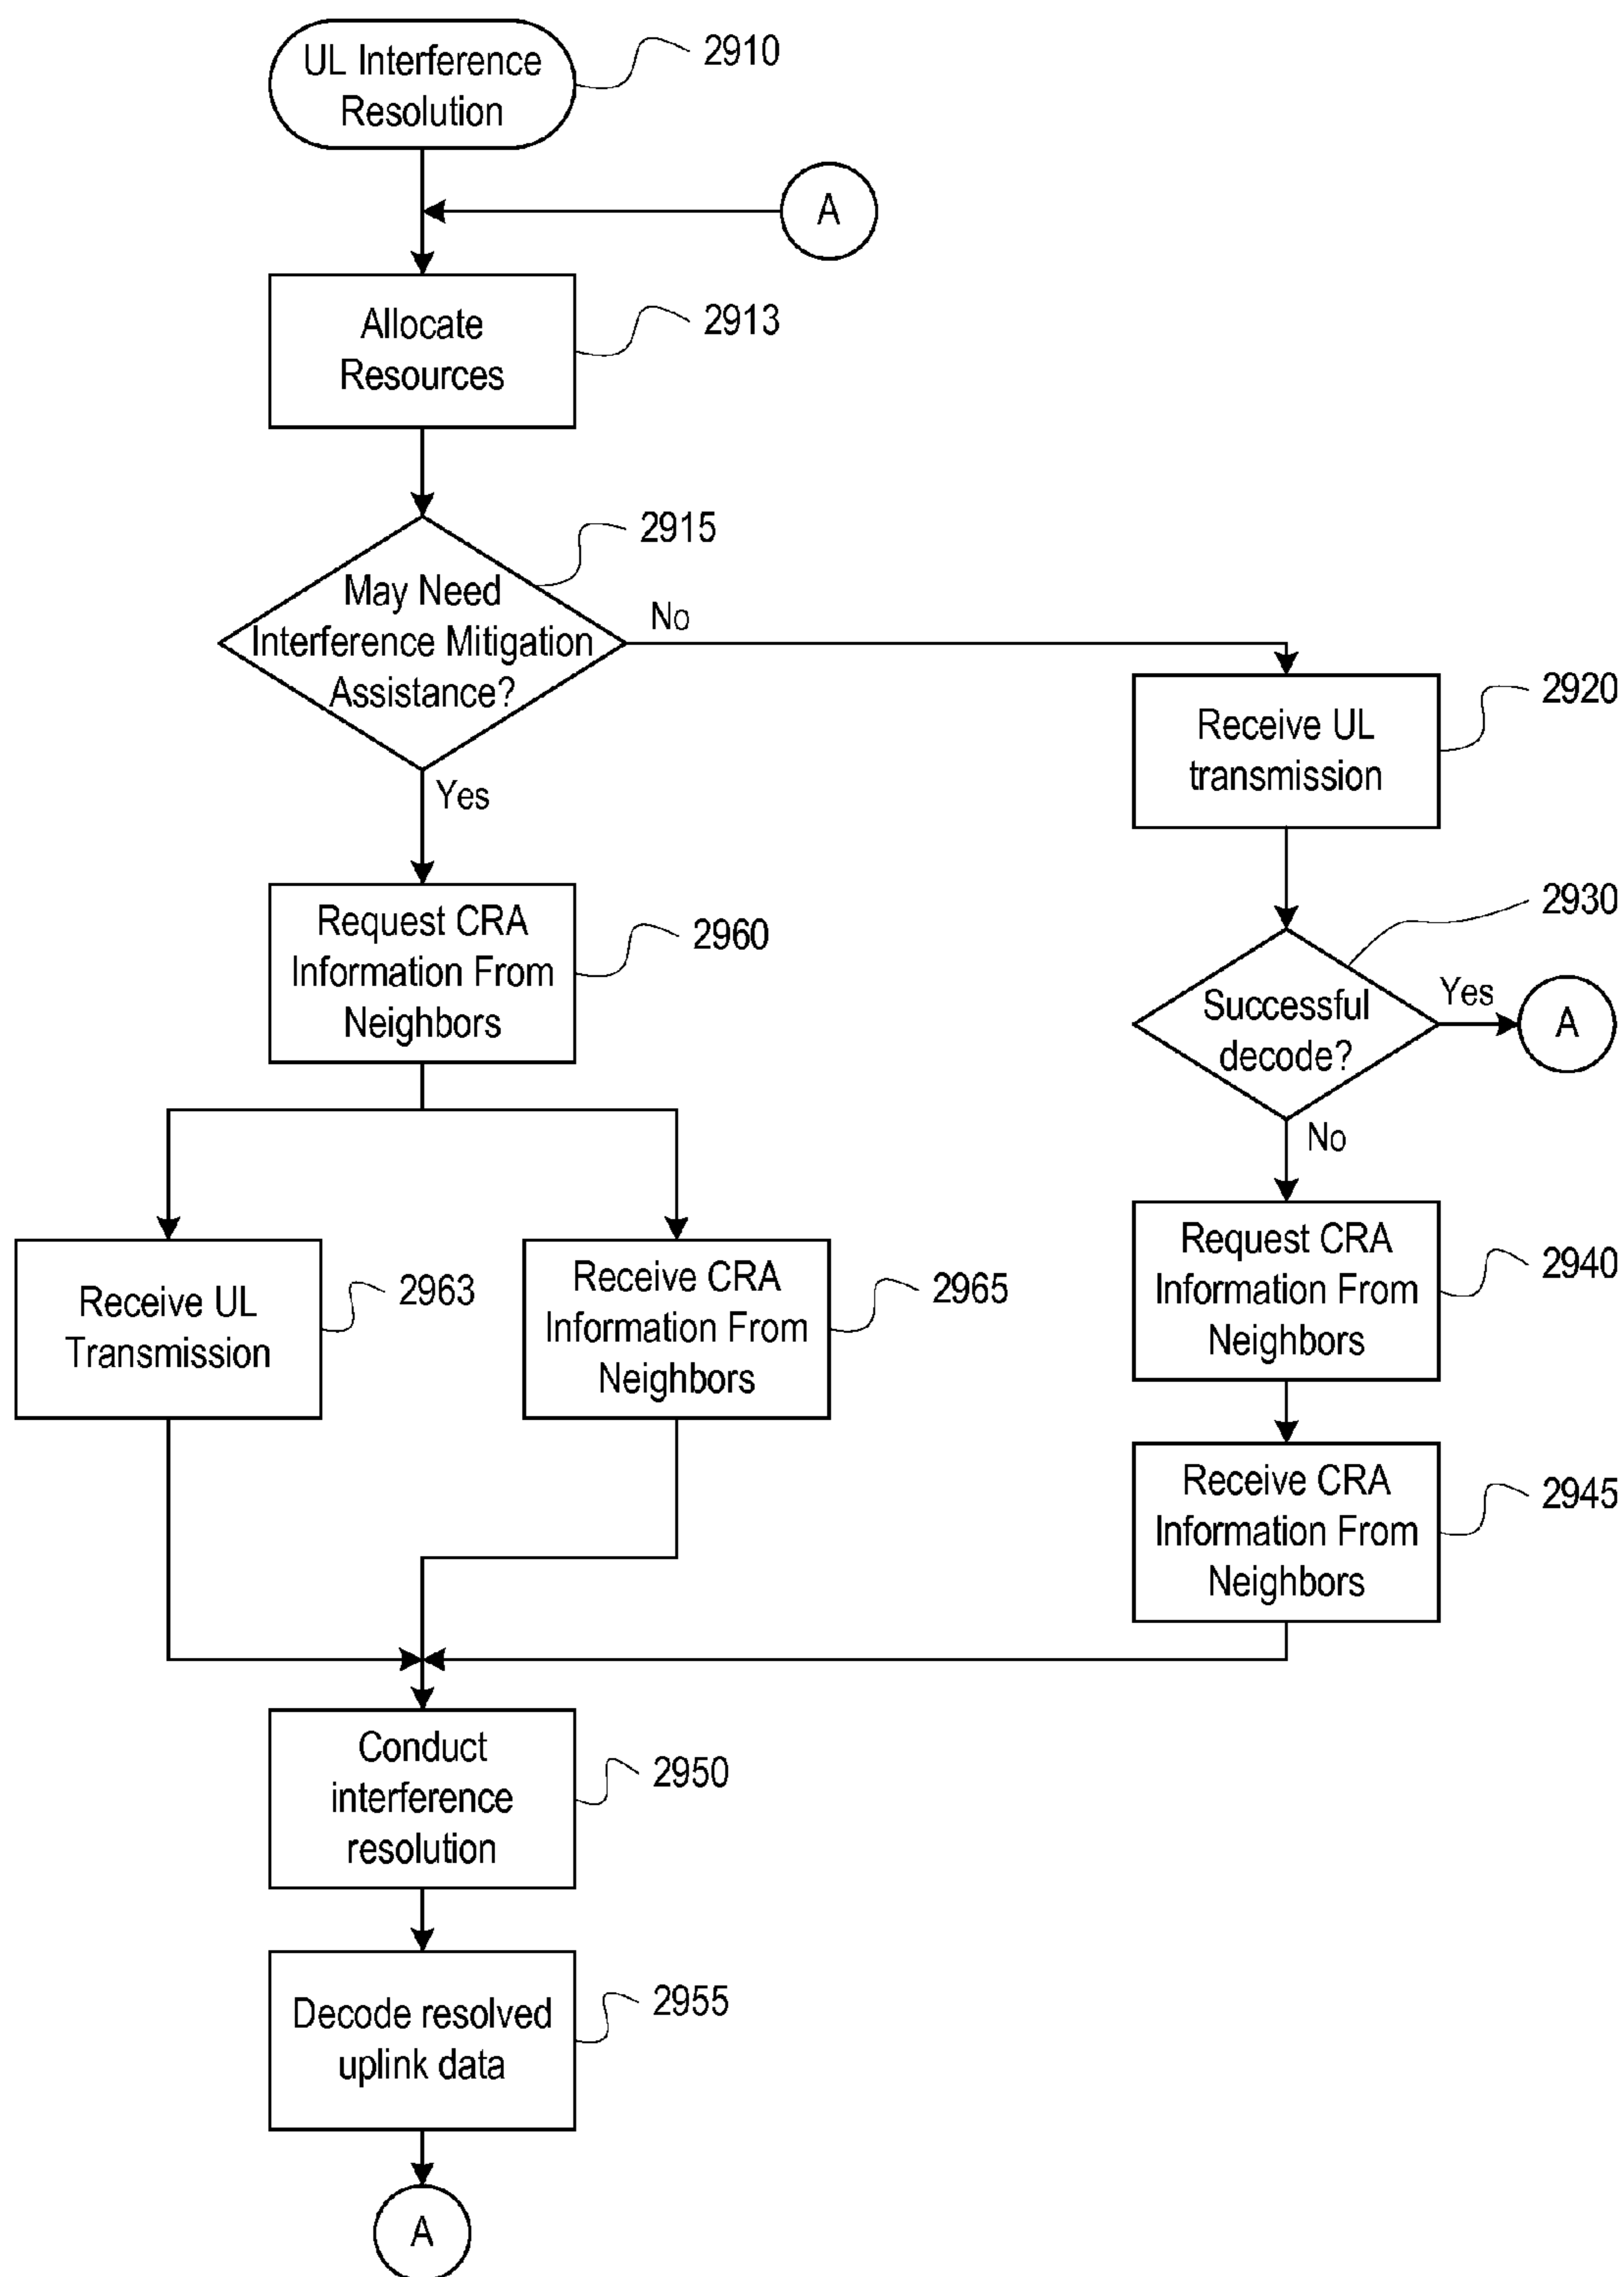 UL Interference
Resolution
2910
A
Allocate
Resources
2913
2915
May Need
Interference Mitigation
Assistance?
No
Yes
Receive UL
transmission
2920
2930
Successful
decode?
Yes
A
No
Request CRA
Information From
Neighbors
2960
Receive UL
Transmission
2963
Receive CRA
Information From
Neighbors
2965
Request CRA
Information From
Neighbors
2940
Receive CRA
Information From
Neighbors
2945
Conduct
interference
resolution
2950
Decode resolved
uplink data
2955
A